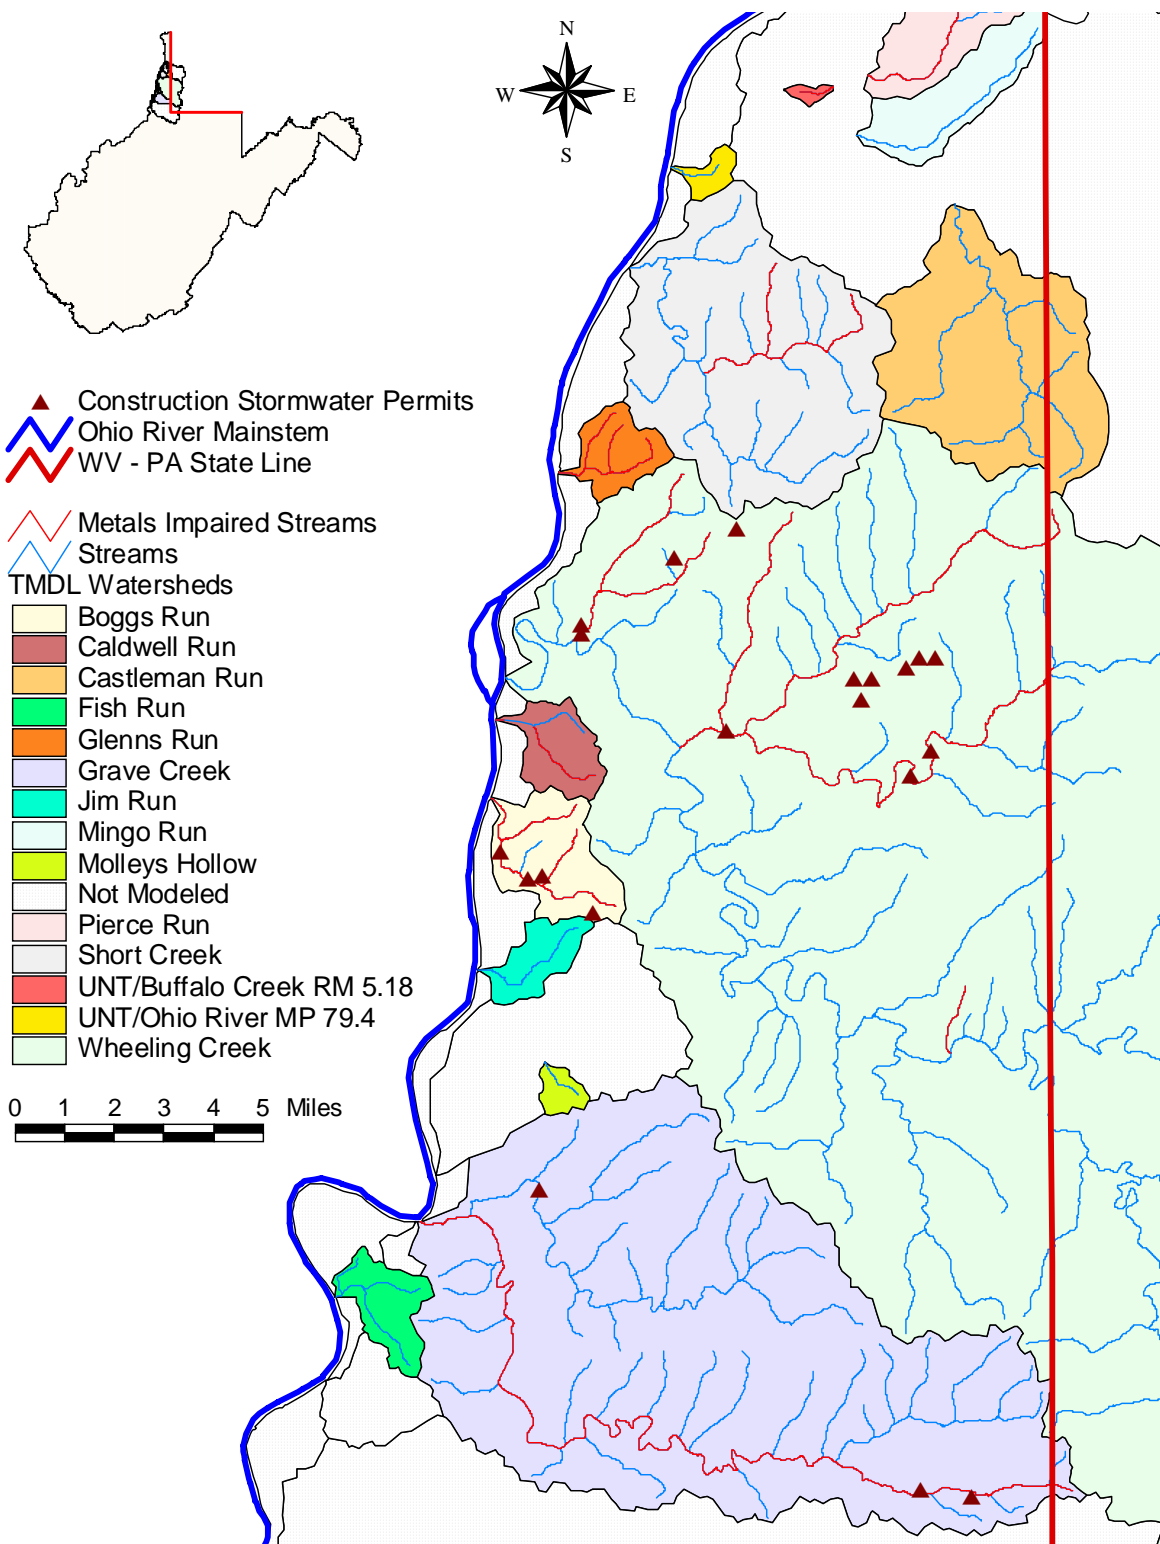 N
W E
S
Construction Stormwater Permits
Ohio River Mainstem
WV - PA State Line
Metals Impaired Streams
Streams
TMDL Watersheds
Boggs Run
Caldwell Run
Castleman Run
Fish Run
Glenns Run
Grave Creek
Jim Run
Mingo Run
Molleys Hollow
Not Modeled
Pierce Run
Short Creek
UNT/Buffalo Creek RM 5.18
UNT/Ohio River MP 79.4
Wheeling Creek
0 1 2 3 4 5 Miles